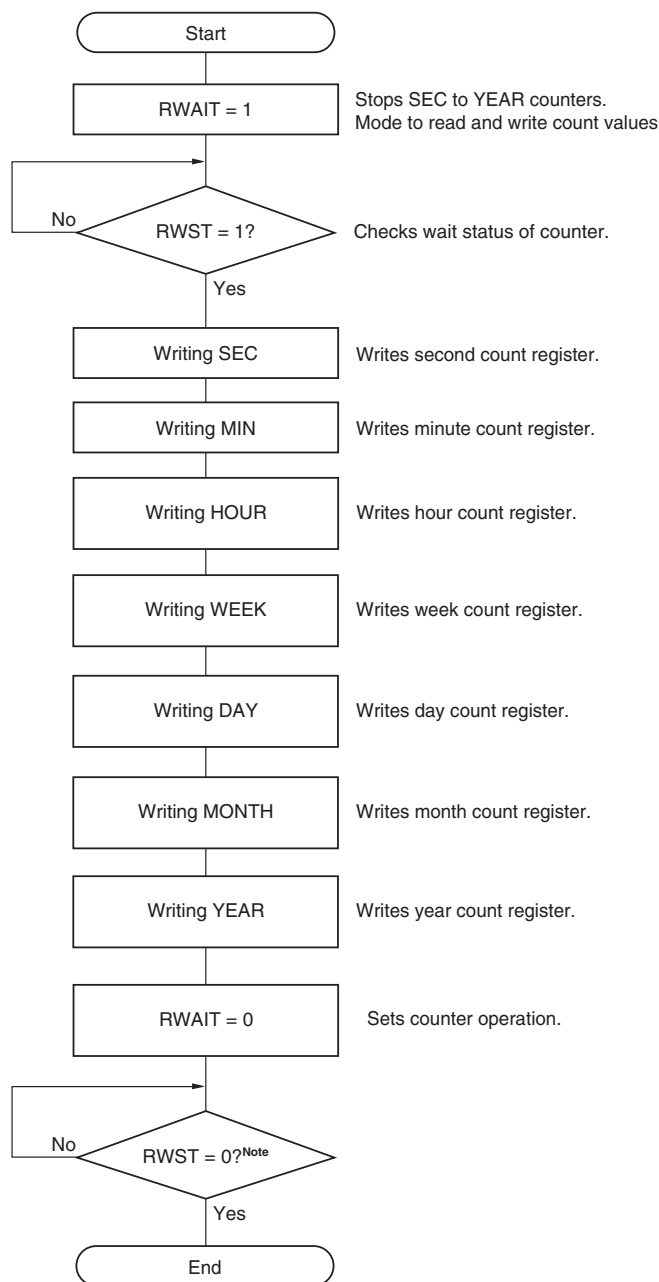 Start
RWAIT = 1
Stops SEC to YEAR counters.
Mode to read and write count values
No
RWST = 1?
Checks wait status of counter.
Yes
Writing SEC
Writes second count register.
Writing MIN
Writes minute count register.
Writing HOUR
Writes hour count register.
Writing WEEK
Writes week count register.
Writing DAY
Writes day count register.
Writing MONTH
Writes month count register.
Writing YEAR
Writes year count register.
RWAIT = 0
Sets counter operation.
No
RWST = 0?Note
Yes
End